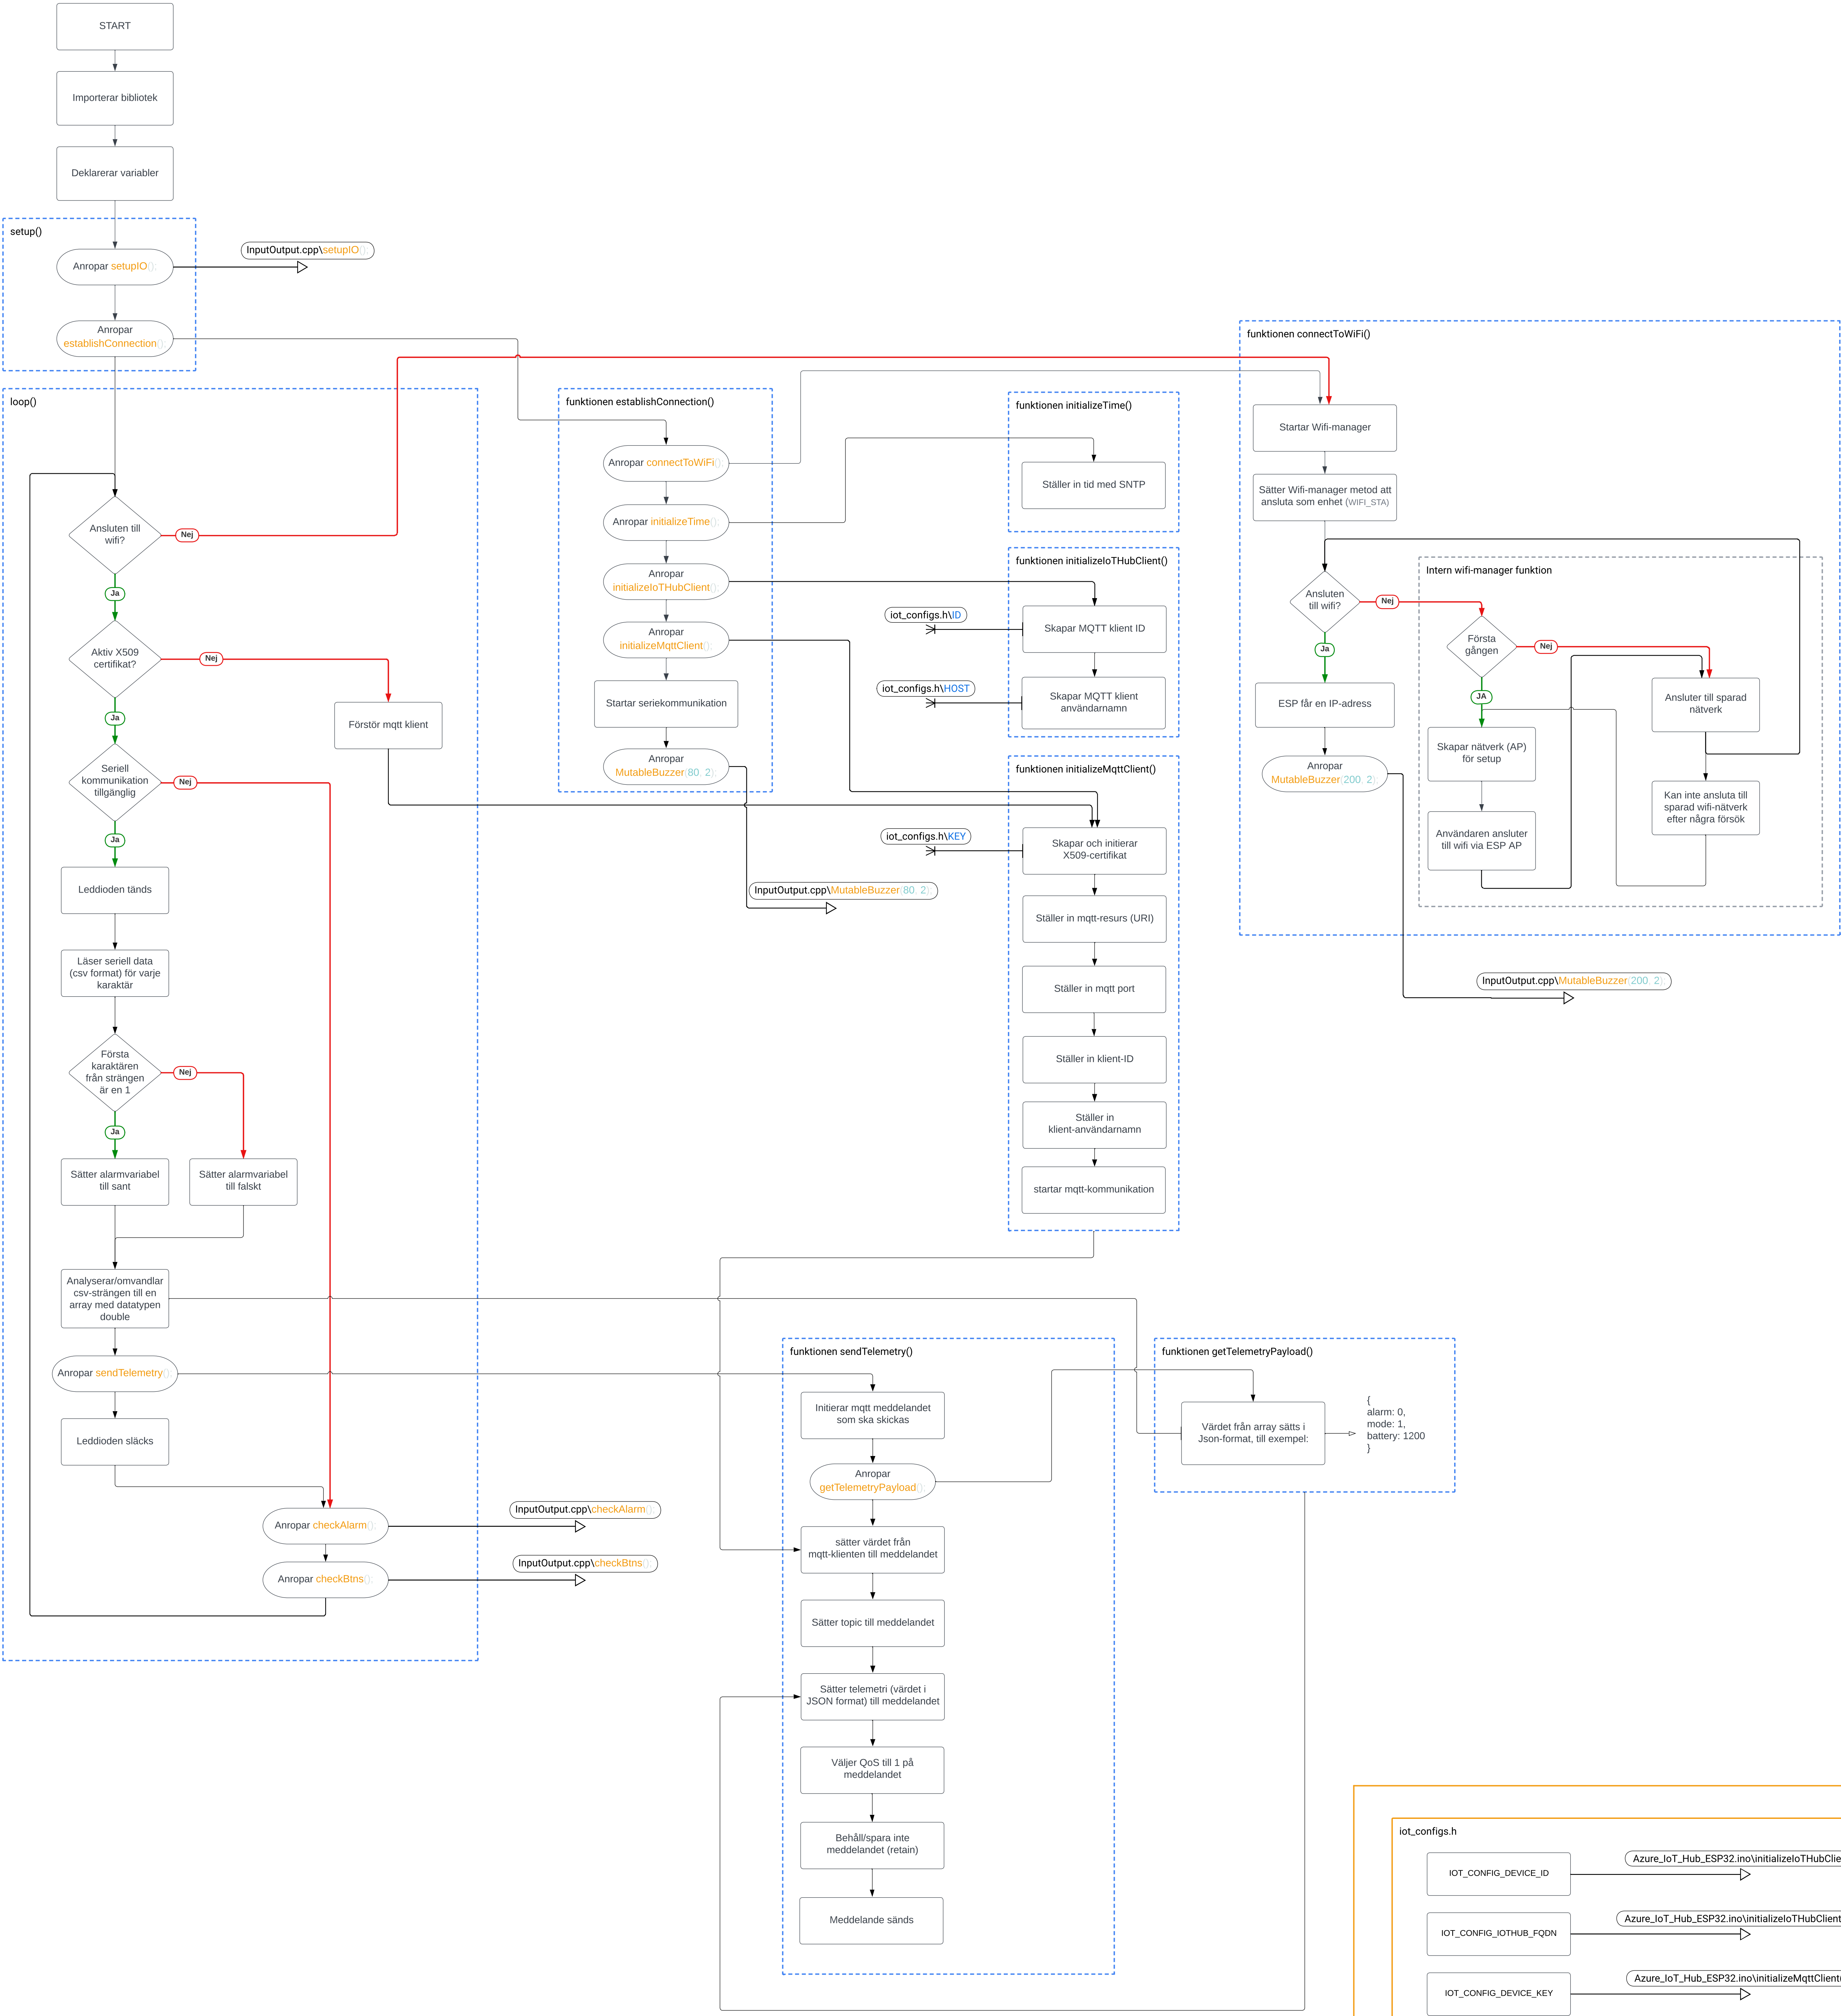 START
Importerar bibliotek
Deklarerar variabler
setup()
Anropar setupIO();
InputOutput.cpp\setupIO();
Anropar
establishConnection();
loop()
Ansluten till
wifi?
Nej
Ja
Aktiv X509
certifikat?
Nej
Ja
Förstör mqtt klient
Seriell
kommunikation
tillgänglig
Nej
Ja
Leddioden tänds
Läser seriell data
(csv format) för varje
karaktär
Första
karaktären
från strängen
är en 1
Nej
Ja
Sätter alarmvariabel
till sant
Sätter alarmvariabel
till falskt
Analyserar/omvandlar
csv-strängen till en
array med datatypen
double
Anropar sendTelemetry();
Leddioden släcks
Anropar checkAlarm();
InputOutput.cpp\checkAlarm();
Anropar checkBtns();
InputOutput.cpp\checkBtns();
funktionen establishConnection()
Anropar connectToWiFi();
Anropar initializeTime();
Anropar
initializeIoTHubClient();
Anropar
initializeMqttClient();
Startar seriekommunikation
Anropar
MutableBuzzer(80, 2);
InputOutput.cpp\MutableBuzzer(80, 2);
funktionen initializeTime()
Ställer in tid med SNTP
funktionen initializeIoTHubClient()
iot_configs.h\ID
Skapar MQTT klient ID
iot_configs.h\HOST
Skapar MQTT klient
användarnamn
funktionen initializeMqttClient()
iot_configs.h\KEY
Skapar och initierar
X509-certifikat
Ställer in mqtt-resurs (URI)
Ställer in mqtt port
Ställer in klient-ID
Ställer in
klient-användarnamn
startar mqtt-kommunikation
funktionen connectToWiFi()
Startar Wifi-manager
Sätter Wifi-manager metod att
ansluta som enhet (WIFI_STA)
Ansluten
till wifi?
Nej
Ja
ESP får en IP-adress
Anropar
MutableBuzzer(200, 2);
InputOutput.cpp\MutableBuzzer(200, 2);
Intern wifi-manager funktion
Första
gången
Nej
JA
Skapar nätverk (AP)
för setup
Användaren ansluter
till wifi via ESP AP
Ansluter till sparad
nätverk
Kan inte ansluta till
sparad wifi-nätverk
efter några försök
funktionen sendTelemetry()
Initierar mqtt meddelandet
som ska skickas
Anropar
getTelemetryPayload();
sätter värdet från
mqtt-klienten till meddelandet
Sätter topic till meddelandet
Sätter telemetri (värdet i
JSON format) till meddelandet
Väljer QoS till 1 på
meddelandet
Behåll/spara inte
meddelandet (retain)
Meddelande sänds
funktionen getTelemetryPayload()
Värdet från array sätts i
Json-format, till exempel:
{
alarm: 0,
mode: 1,
battery: 1200
}
iot_configs.h
IOT_CONFIG_DEVICE_ID
Azure_IoT_Hub_ESP32.ino\initializeIoTHubClie
IOT_CONFIG_IOTHUB_FQDN
Azure_IoT_Hub_ESP32.ino\initializeIoTHubClient
IOT_CONFIG_DEVICE_KEY
Azure_IoT_Hub_ESP32.ino\initializeMqttClient